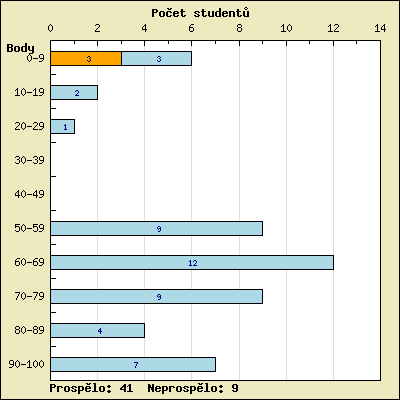 Počet studentů
0 2 4 6 8 10 12 14
Body
0-9 3 3
10-19 2
20-29 1
30-39
40-49
50-59 9
60-69 12
70-79 9
80-89 4
90-100 7
Prospělo: 41 Neprospělo: 9